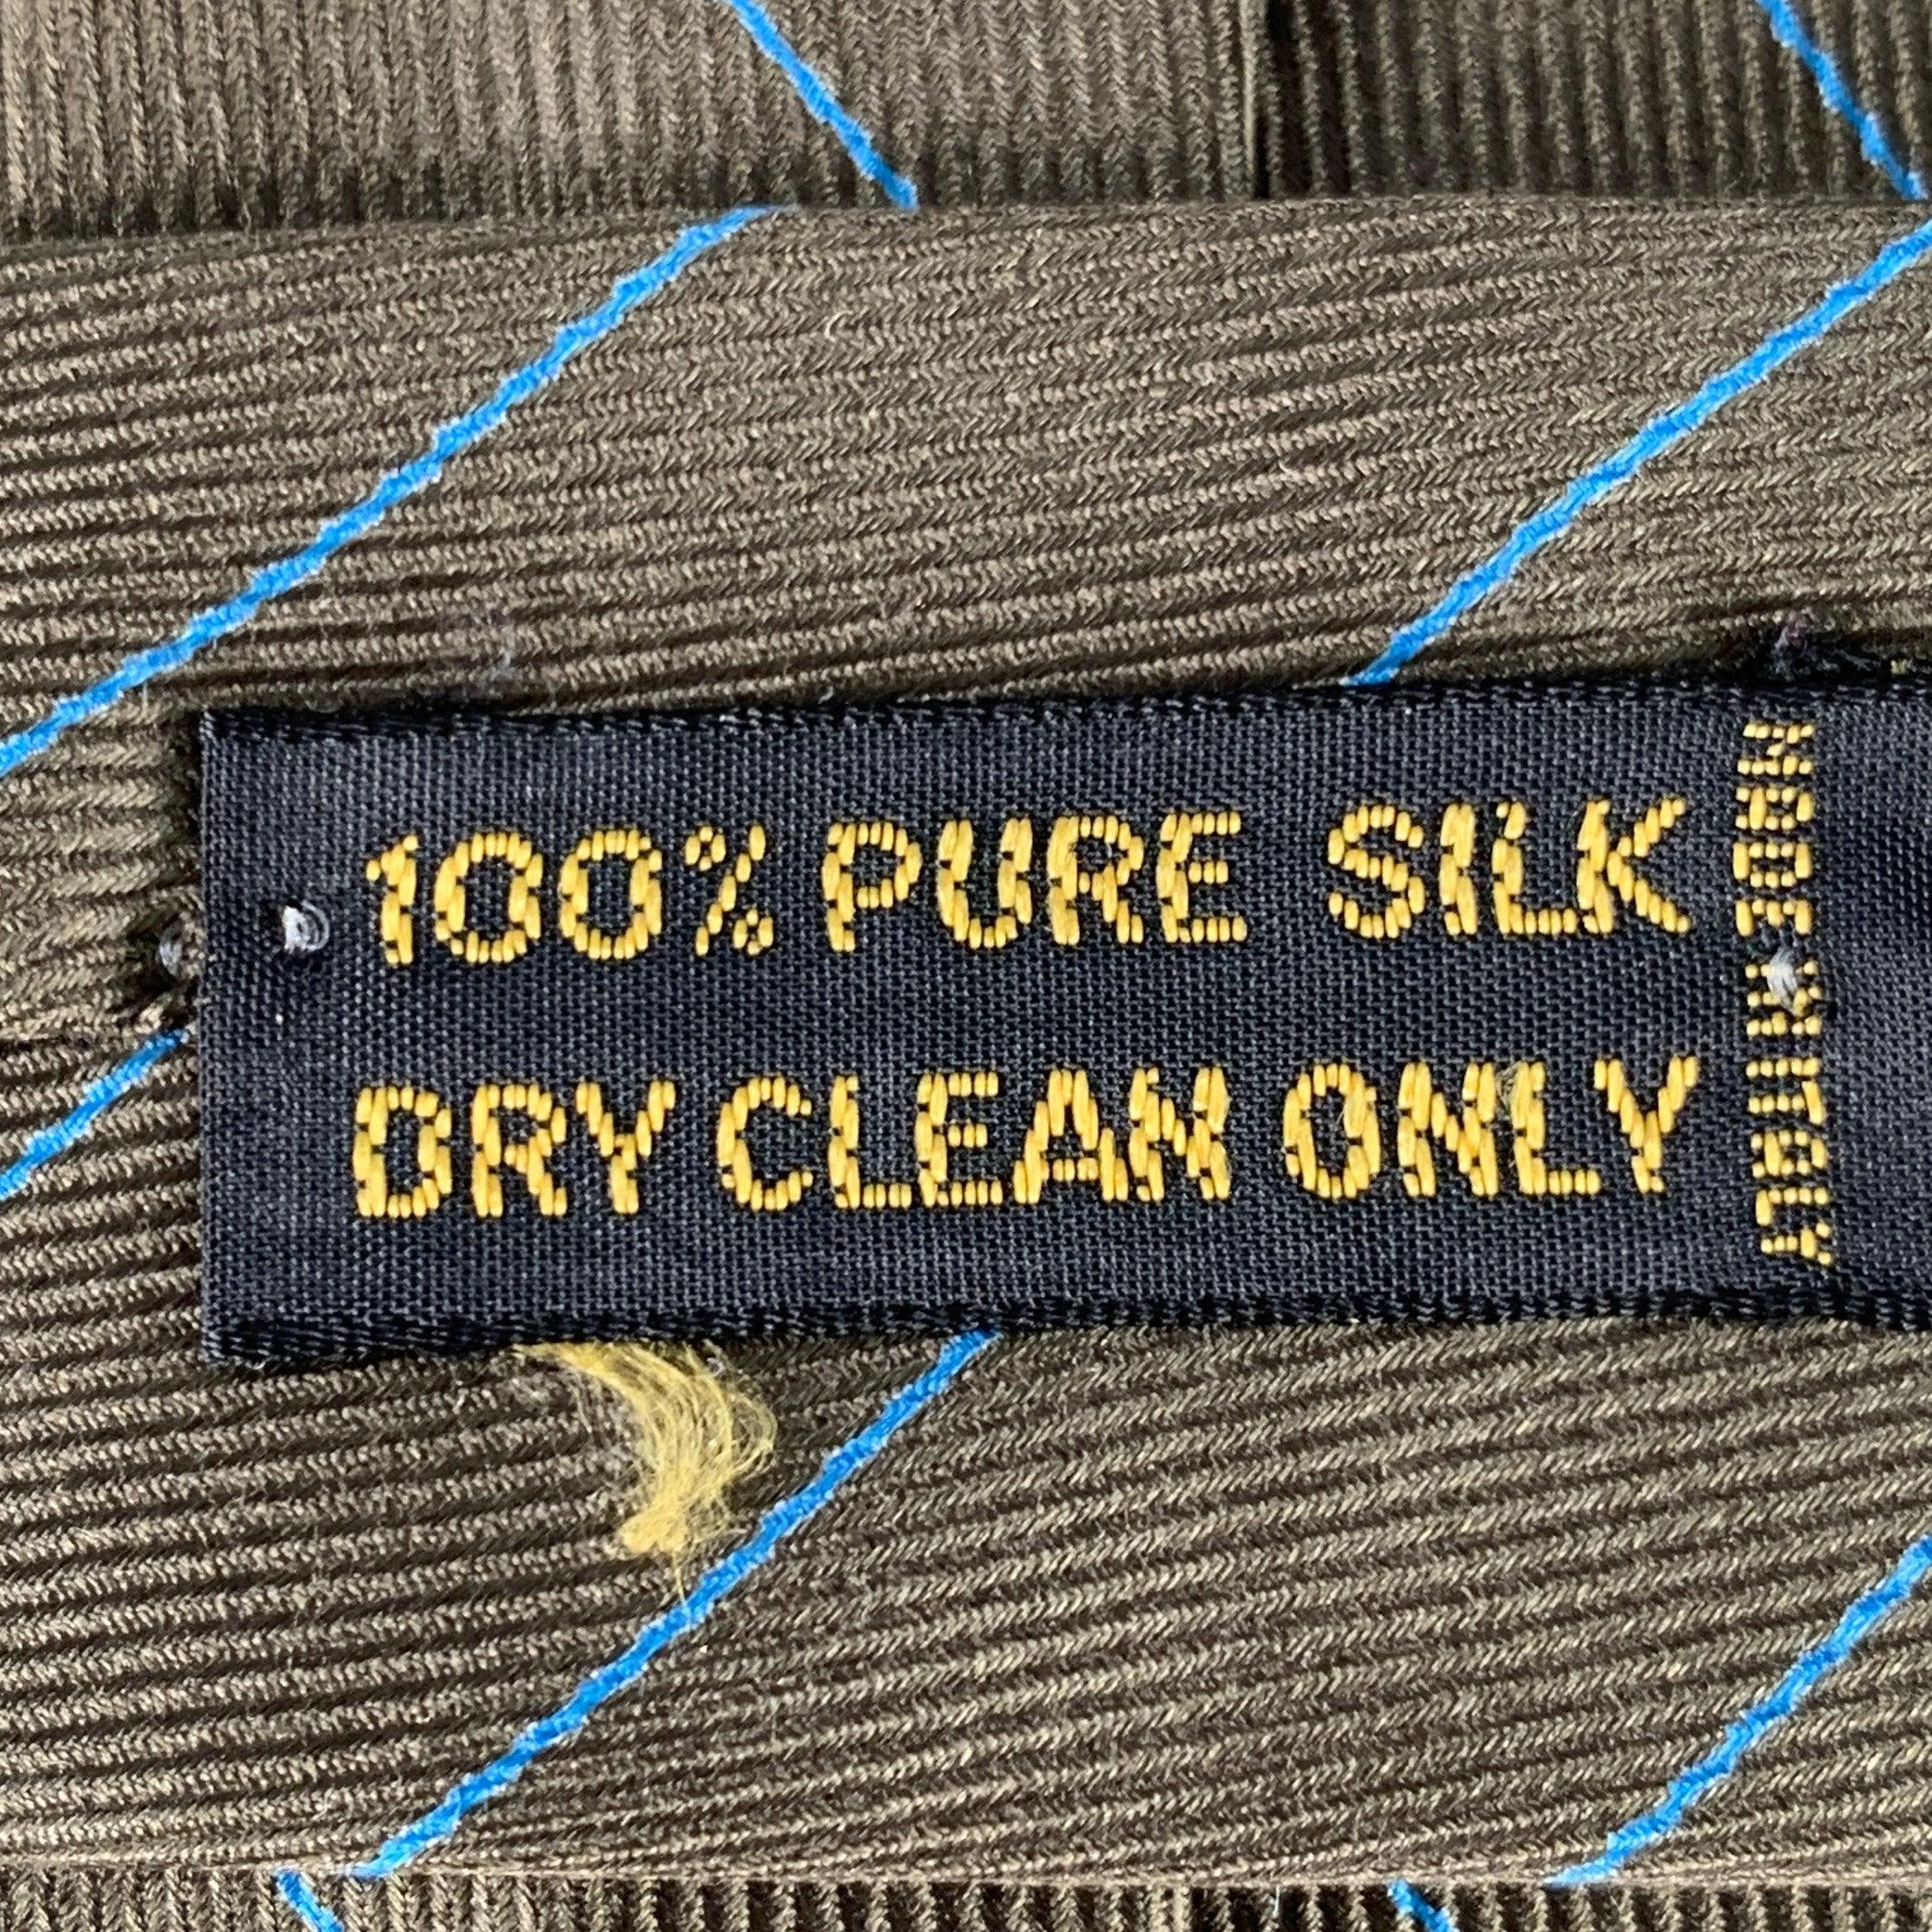 100% PURE SILK
DRY CLEAN ONLY
MADE IN ITALY